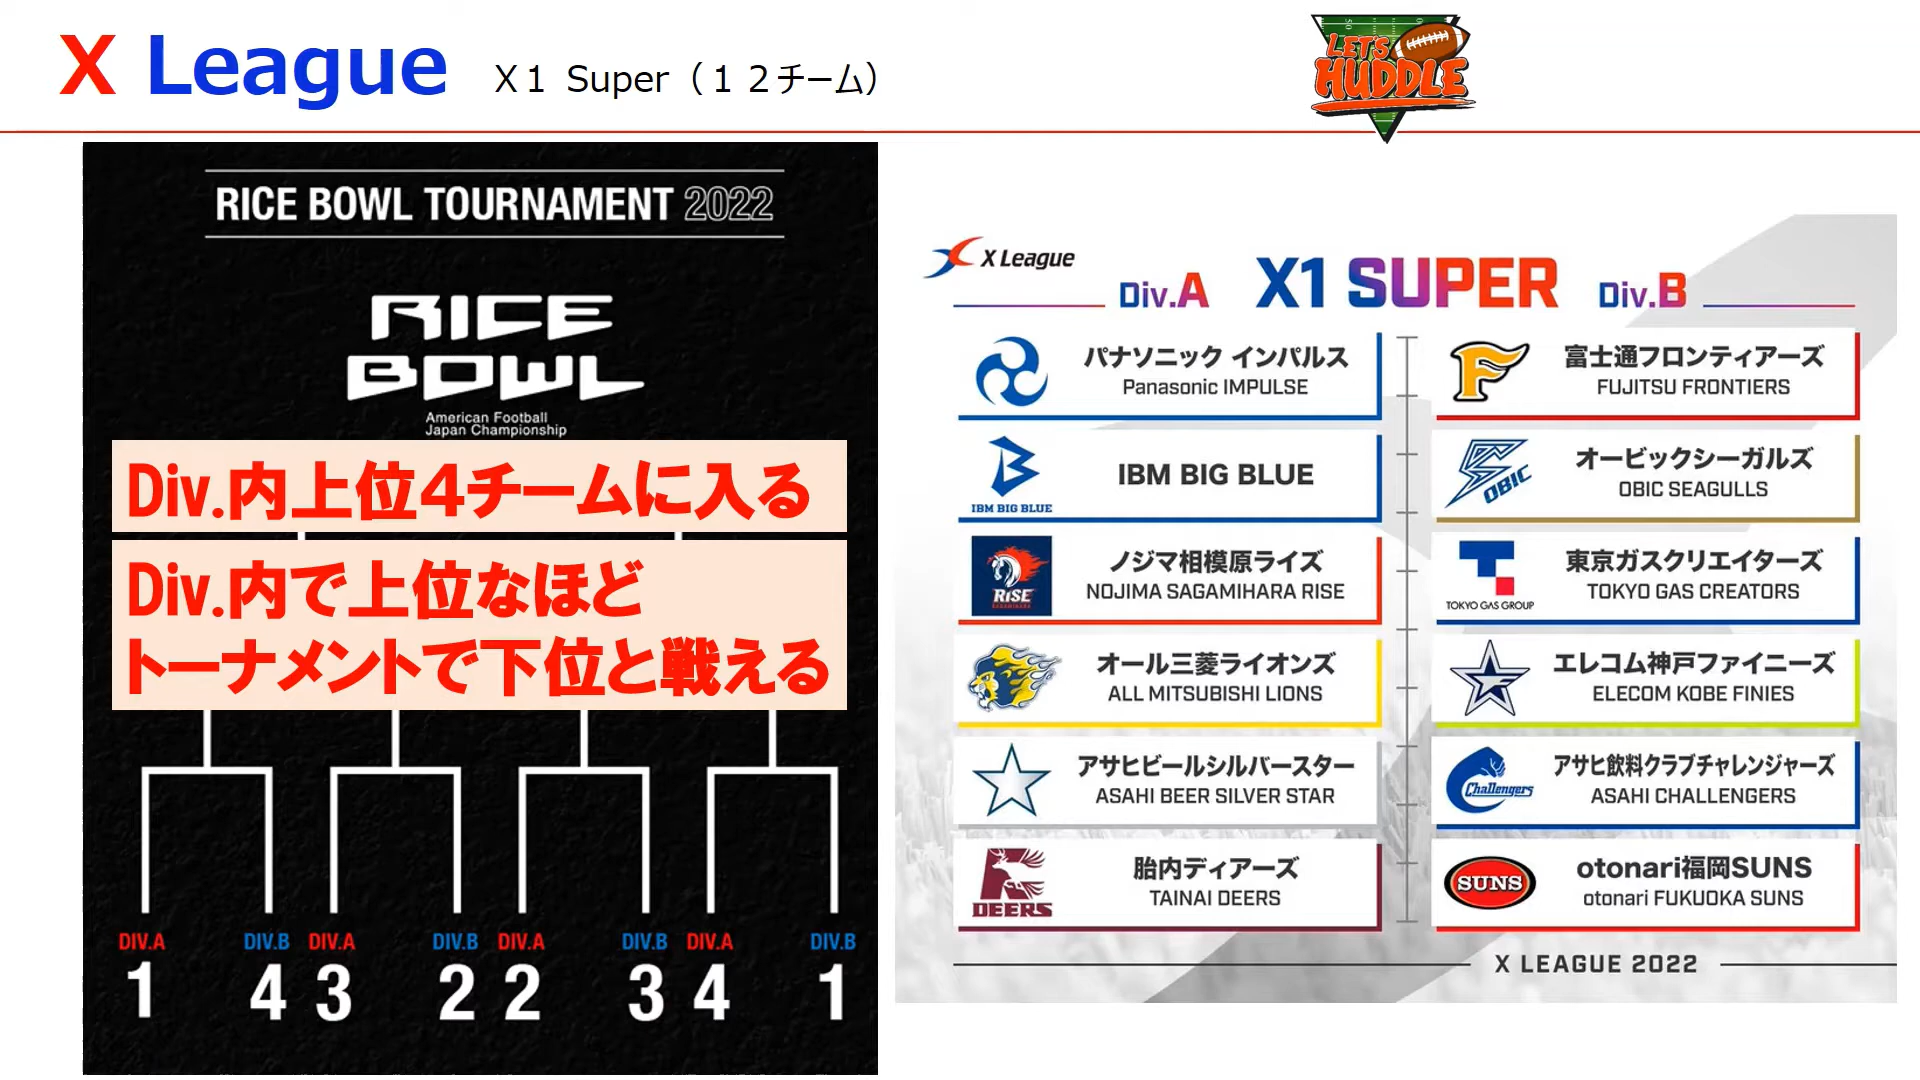 X League X1 Super（１２チーム）
LET'S
HUDDLE
RICE BOWL TOURNAMENT 2022
RICE
BOWL
American Football
Japan Championship
Div.内上位４チームに入る
Div.内で上位なほど
トーナメントで下位と戦える
DIV.A DIV.B DIV.A DIV.B DIV.A DIV.B DIV.A DIV.B
1 4 3 2 2 3 4 1
X League
Div.A X1 SUPER Div.B
パナソニック インパルス
Panasonic IMPULSE
富士通フロンティアーズ
FUJITSU FRONTIERS
IBM BIG BLUE
IBM BIG BLUE
OBIC
オービックシーガルズ
OBIC SEAGULLS
RISE
SAGAMIHARA
ノジマ相模原ライズ
NOJIMA SAGAMIHARA RISE
TOKYO GAS GROUP
東京ガスクリエイターズ
TOKYO GAS CREATORS
オール三菱ライオンズ
ALL MITSUBISHI LIONS
エレコム神戸ファイニーズ
ELECOM KOBE FINIES
アサヒビールシルバースター
ASAHI BEER SILVER STAR
Challengers
アサヒ飲料クラブチャレンジャーズ
ASAHI CHALLENGERS
DEERS
胎内ディアーズ
TAINAI DEERS
SUNS
otonari福岡SUNS
otonari FUKUOKA SUNS
X LEAGUE 2022